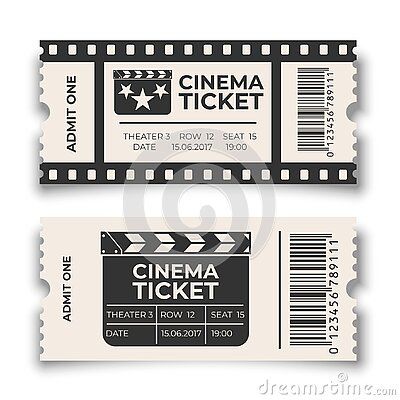 ADMIT ONE
CINEMA
TICKET
THEATER 3 ROW 12 SEAT 15
DATE 15.06.2017 19:00
0123456789111
ADMIT ONE
CINEMA
TICKET
THEATER 3 ROW 12 SEAT 15
DATE 15.06.2017 19:00
0123456789111
dreamstime.com